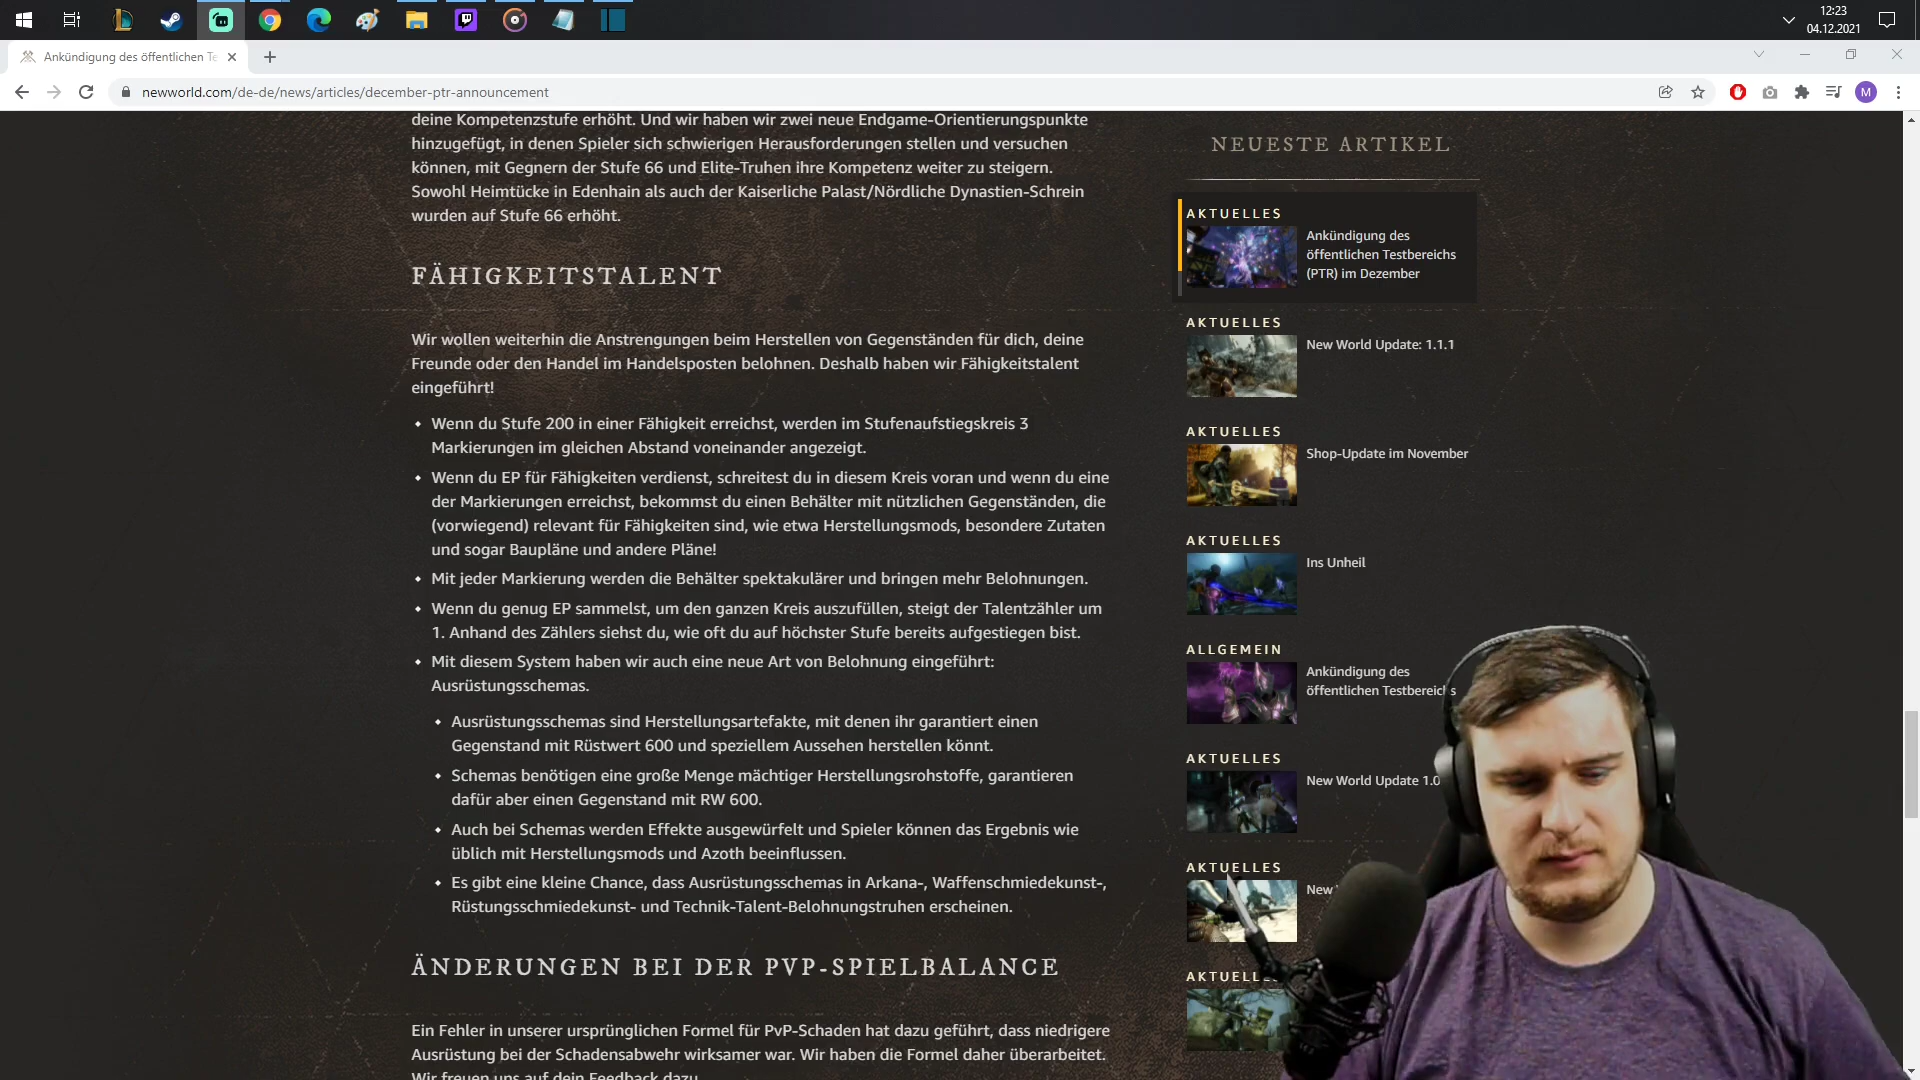 12:23
04.12.2021
Ankündigung des öffentlichen Te
newworld.com/de-de/news/articles/december-ptr-announcement
M
deine Kompetenzstufe erhöht. Und wir haben wir zwei neue Endgame-Orientierungspunkte
hinzugefügt, in denen Spieler sich schwierigen Herausforderungen stellen und versuchen
können, mit Gegnern der Stufe 66 und Elite-Truhen ihre Kompetenz weiter zu steigern.
Sowohl Heimtücke in Edenhain als auch der Kaiserliche Palast/Nördliche Dynastien-Schrein
wurden auf Stufe 66 erhöht.
FÄHIGKEITSTALENT
Wir wollen weiterhin die Anstrengungen beim Herstellen von Gegenständen für dich, deine
Freunde oder den Handel im Handelsposten belohnen. Deshalb haben wir Fähigkeitstalent
eingeführt!
Wenn du Stufe 200 in einer Fähigkeit erreichst, werden im Stufenaufstiegskreis 3
Markierungen im gleichen Abstand voneinander angezeigt.
Wenn du EP für Fähigkeiten verdienst, schreitest du in diesem Kreis voran und wenn du eine
der Markierungen erreichst, bekommst du einen Behälter mit nützlichen Gegenständen, die
(vorwiegend) relevant für Fähigkeiten sind, wie etwa Herstellungsmods, besondere Zutaten
und sogar Baupläne und andere Pläne!
Mit jeder Markierung werden die Behälter spektakulärer und bringen mehr Belohnungen.
Wenn du genug EP sammelst, um den ganzen Kreis auszufüllen, steigt der Talentzähler um
1. Anhand des Zählers siehst du, wie oft du auf höchster Stufe bereits aufgestiegen bist.
Mit diesem System haben wir auch eine neue Art von Belohnung eingeführt:
Ausrüstungsschemas.
Ausrüstungsschemas sind Herstellungsartefakte, mit denen ihr garantiert einen
Gegenstand mit Rüstwert 600 und speziellem Aussehen herstellen könnt.
Schemas benötigen eine große Menge mächtiger Herstellungsrohstoffe, garantieren
dafür aber einen Gegenstand mit RW 600.
Auch bei Schemas werden Effekte ausgewürfelt und Spieler können das Ergebnis wie
üblich mit Herstellungsmods und Azoth beeinflussen.
Es gibt eine kleine Chance, dass Ausrüstungsschemas in Arkana-, Waffenschmiedekunst-,
Rüstungsschmiedekunst- und Technik-Talent-Belohnungstruhen erscheinen.
ÄNDERUNGEN BEI DER PVP-SPIELBALANCE
Ein Fehler in unserer ursprünglichen Formel für PvP-Schaden hat dazu geführt, dass niedrigere
Ausrüstung bei der Schadensabwehr wirksamer war. Wir haben die Formel daher überarbeitet.
Wir freuen uns auf dein Feedback dazu.
NEUESTE ARTIKEL
AKTUELLES
Ankündigung des
öffentlichen Testbereichs
(PTR) im Dezember
AKTUELLES
New World Update: 1.1.1
AKTUELLES
Shop-Update im November
AKTUELLES
Ins Unheil
ALLGEMEIN
Ankündigung des
öffentlichen Testbereichs
AKTUELLES
New World Update 1.0
AKTUELLES
New
AKTUELLES